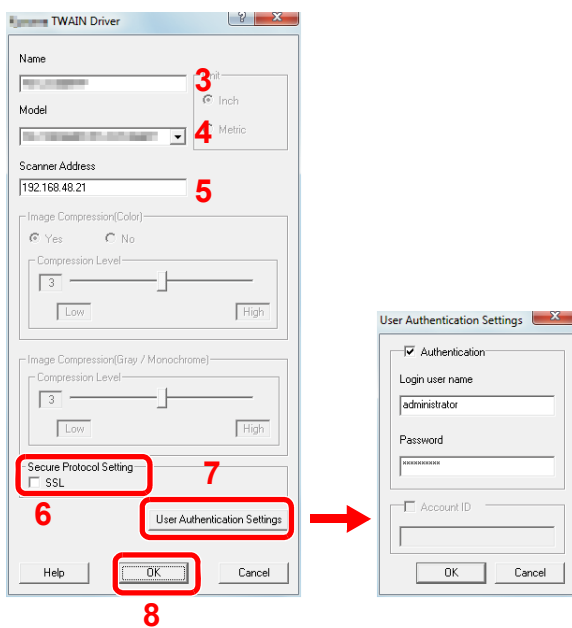 TWAIN Driver
Name
3
Unit
Inch
Model
4
Metric
Scanner Address
192.168.48.21
5
Image Compression(Color)
Yes No
Compression Level
3
Low High
Image Compression(Gray / Monochrome)
Compression Level
3
Low High
Secure Protocol Setting
SSL
6
7
User Authentication Settings
Help OK Cancel
8
User Authentication Settings
Authentication
Login user name
administrator
Password
××××××××××
Account ID
OK Cancel